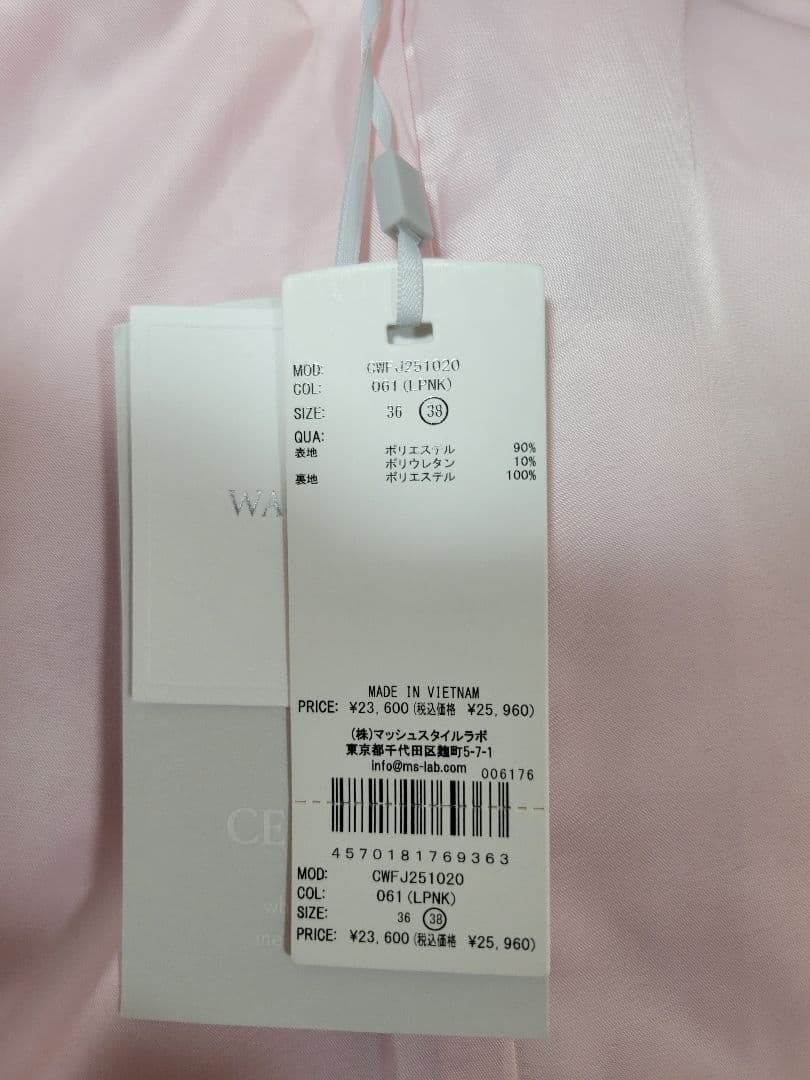 MOD: CWFJ251020
COL: 061(LPNK)
SIZE: 36 38
QUA:
表地 ポリエステル 90%
ポリウレタン 10%
裏地 ポリエステル 100%
WA
MADE IN VIETNAM
PRICE: ¥23,600(税込価格 ¥25,960)
(株)マッシュスタイルラボ
東京都千代田区麹町5-7-1
info@ms-lab.com
006176
CE
4570181769363
MOD: CWFJ251020
COL: 061(LPNK)
SIZE: 36 38
wh
me
PRICE: ¥23,600(税込価格 ¥25,960)